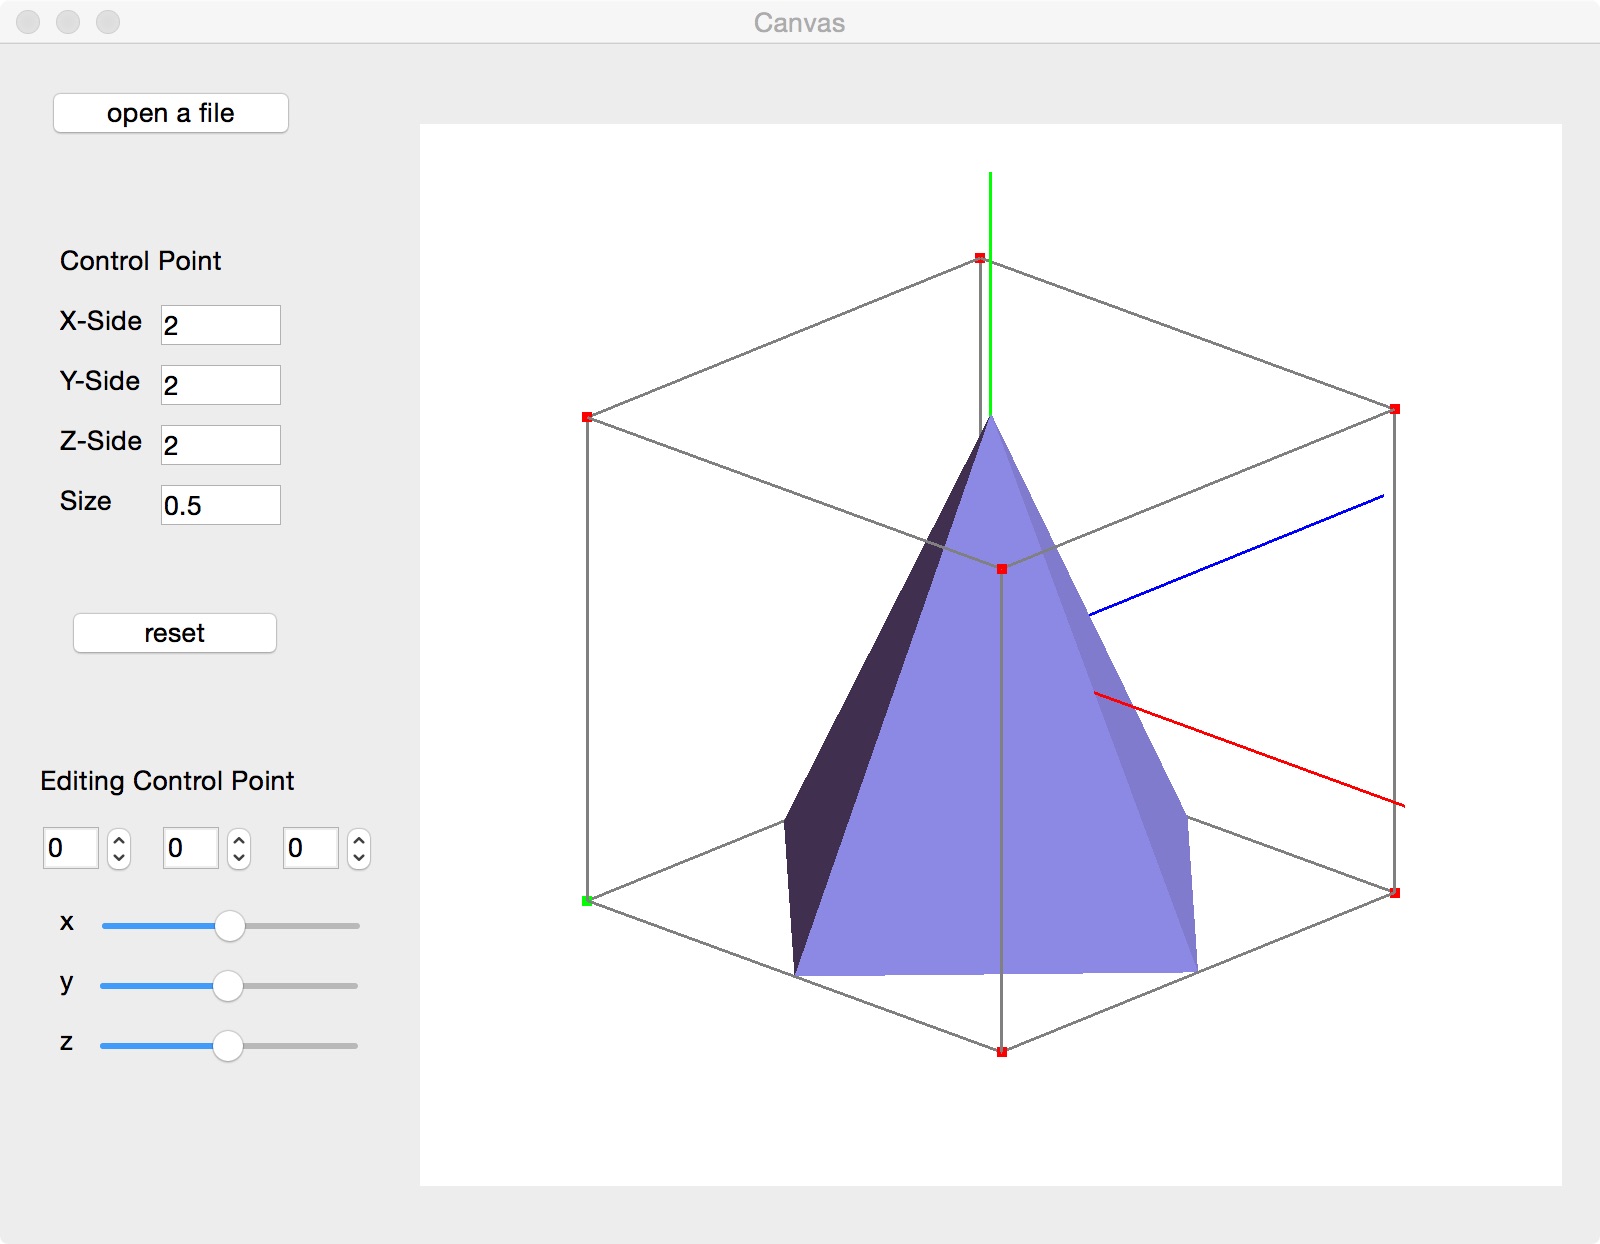 Canvas
open a file
Control Point
X-Side 2
Y-Side 2
Z-Side 2
Size 0.5
reset
Editing Control Point
0 0 0
x
y
z